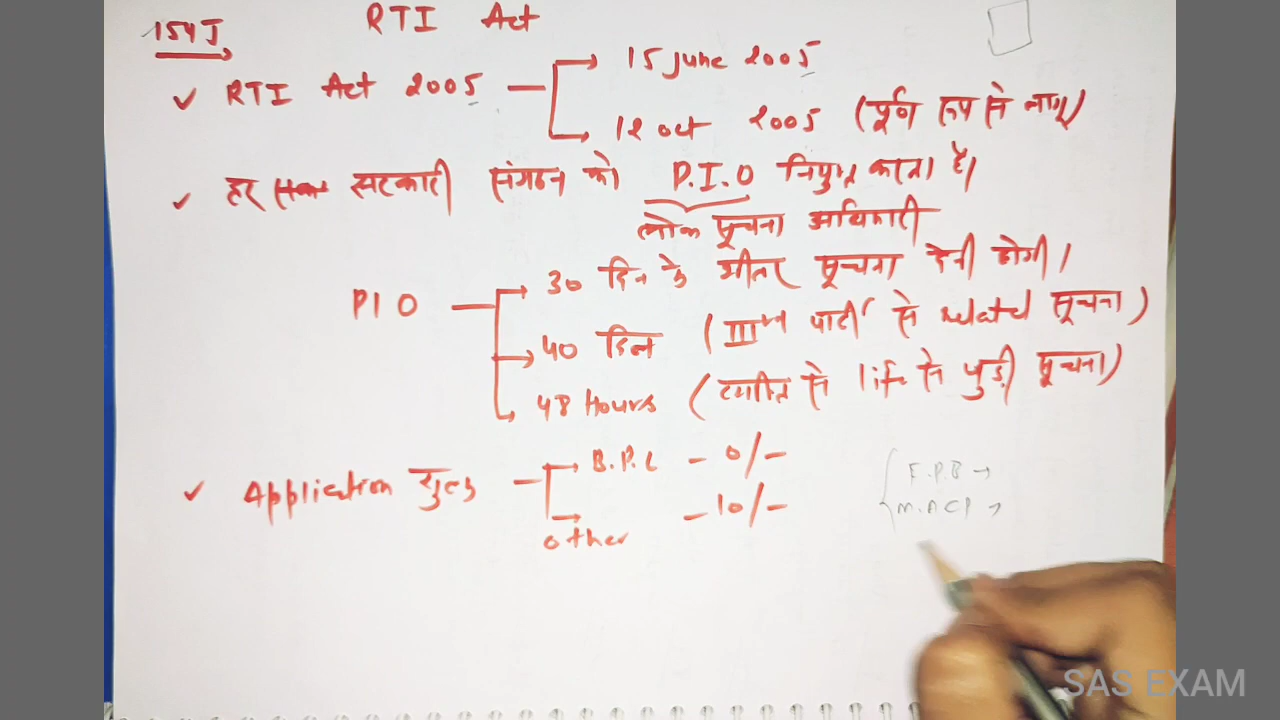 RTI Act
154J
RTI Act 2005 — 15 June 2005
12 oct 2005 (पूर्ण रूप से लागू)
हर सरकारी संगठन को P.I.O नियुक्त करता है।
लोक सूचना अधिकारी
PIO — 30 दिन के भीतर सूचना देनी होगी।
40 दिन (III पार्टी से related सूचना)
48 Hours (व्यक्ति से life से जुड़ी सूचना)
Application शुल्क — B.P.L - 0/-
other - 10/-
F.P.B →
M.A.C.P →
SAS EXAM